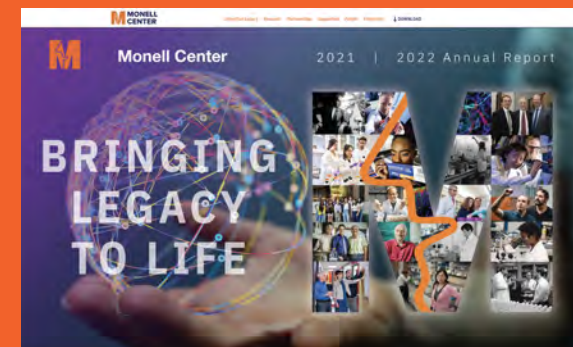 MONELL
CENTER
DOWNLOAD
Monell Center
2021 | 2022 Annual Report
BRINGING
LEGACY
TO LIFE